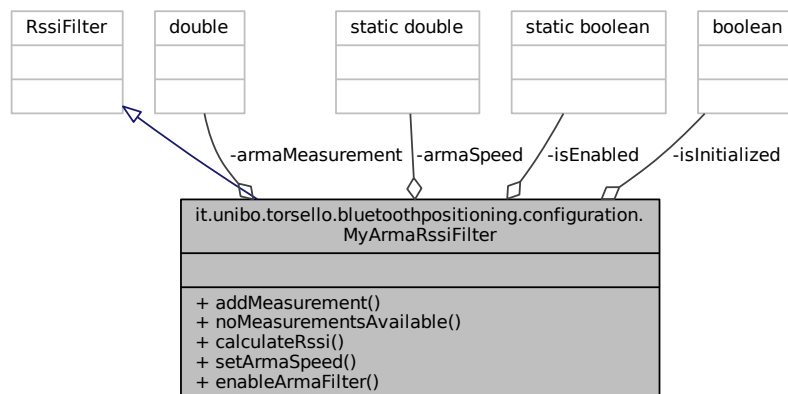 RssiFilter
double
static double
static boolean
boolean
-armaMeasurement
-armaSpeed
-isEnabled
-isInitialized
it.unibo.torsello.bluetoothpositioning.configuration.
MyArmaRssiFilter
+ addMeasurement()
+ noMeasurementsAvailable()
+ calculateRssi()
+ setArmaSpeed()
+ enableArmaFilter()